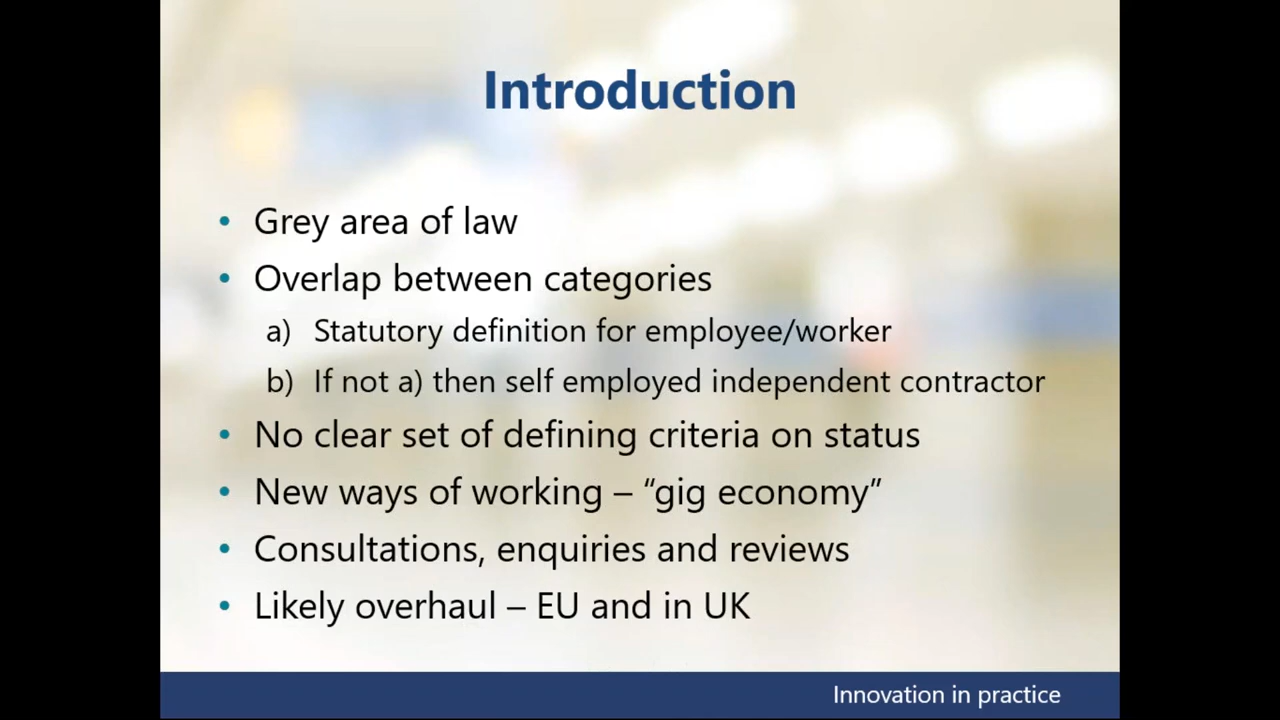 Introduction
• Grey area of law
• Overlap between categories
a) Statutory definition for employee/worker
b) If not a) then self employed independent contractor
• No clear set of defining criteria on status
• New ways of working – “gig economy”
• Consultations, enquiries and reviews
• Likely overhaul – EU and in UK
Innovation in practice